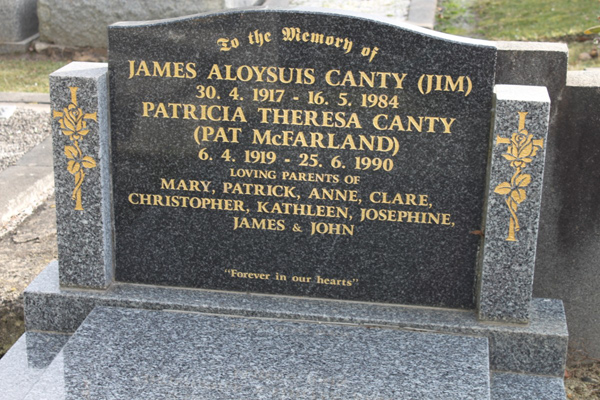 To the Memory of
JAMES ALOYSUIS CANTY (JIM)
30. 4. 1917 - 16. 5. 1984
PATRICIA THERESA CANTY
(PAT McFARLAND)
6. 4. 1919 - 25. 6. 1990
LOVING PARENTS OF
MARY, PATRICK, ANNE, CLARE,
CHRISTOPHER, KATHLEEN, JOSEPHINE,
JAMES & JOHN
"Forever in our hearts"